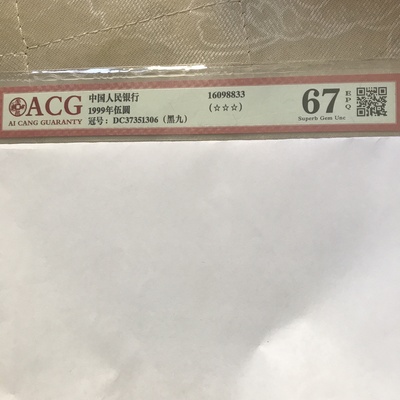 ACG
AI CANG GUARANTY
中国人民银行
1999年伍圆
冠号: DC37351306 (黑九)
16098833
(☆☆☆)
67
EPQ
Superb Gem Unc